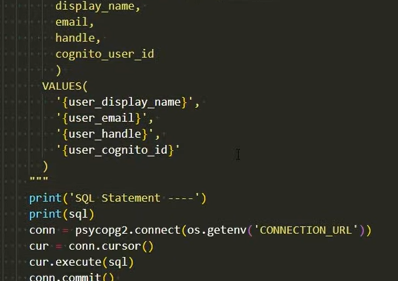 display_name,
email,
handle,
cognito_user_id
)
VALUES(
'{user_display_name}',
'{user_email}',
'{user_handle}',
'{user_cognito_id}'
)
"""
print('SQL Statement ----')
print(sql)
conn = psycopg2.connect(os.getenv('CONNECTION_URL'))
cur = conn.cursor()
cur.execute(sql)
conn.commit()